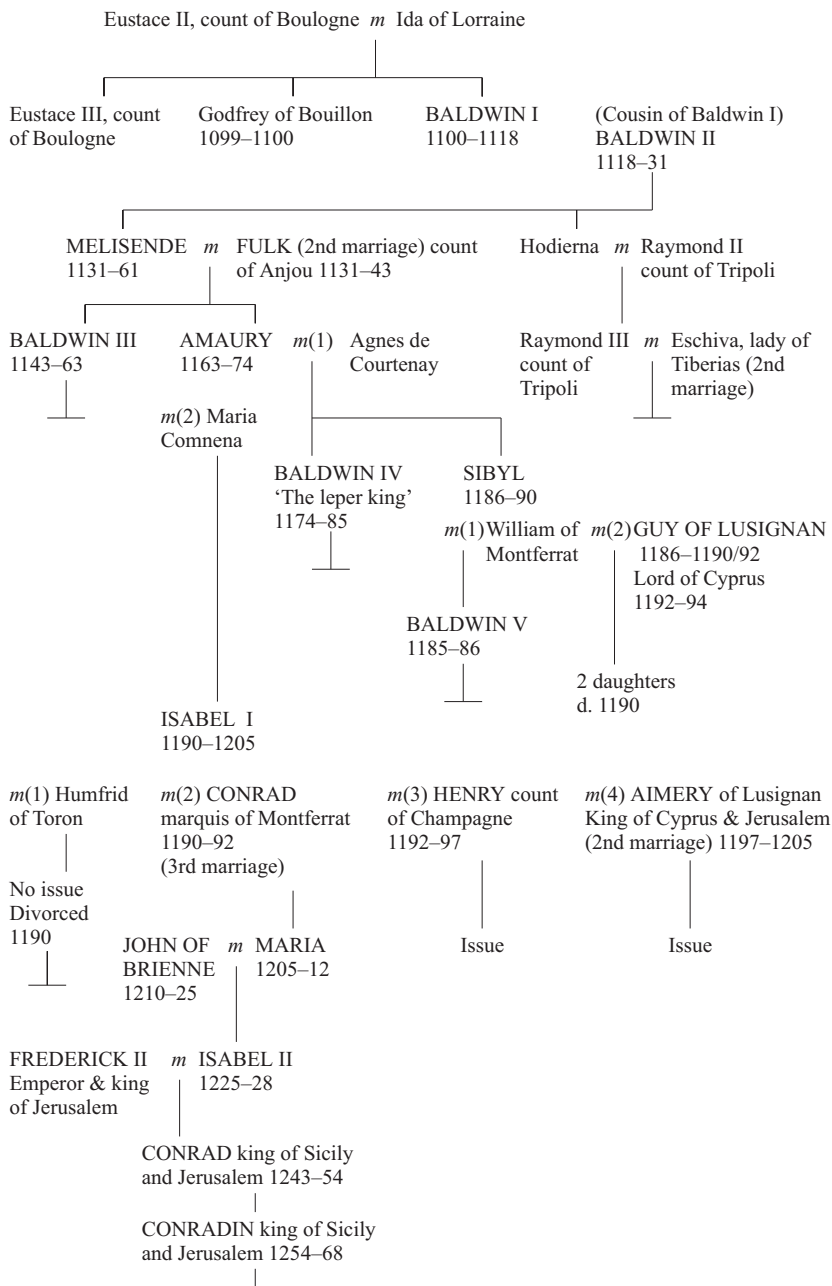 Eustace II, count of Boulogne m Ida of Lorraine
Eustace III, count
of Boulogne
Godfrey of Bouillon
1099–1100
BALDWIN I
1100–1118
(Cousin of Baldwin I)
BALDWIN II
1118–31
MELISENDE
1131–61
m
FULK (2nd marriage) count
of Anjou 1131–43
Hodierna
m
Raymond II
count of Tripoli
BALDWIN III
1143–63
AMAURY
1163–74
m(1)
Agnes de
Courtenay
Raymond III
count of
Tripoli
m
Eschiva, lady of
Tiberias (2nd
marriage)
m(2) Maria
Comnena
BALDWIN IV
‘The leper king’
1174–85
SIBYL
1186–90
m(1) William of
Montferrat
m(2) GUY OF LUSIGNAN
1186–1190/92
Lord of Cyprus
1192–94
BALDWIN V
1185–86
2 daughters
d. 1190
ISABEL I
1190–1205
m(1) Humfrid
of Toron
m(2) CONRAD
marquis of Montferrat
1190–92
(3rd marriage)
m(3) HENRY count
of Champagne
1192–97
m(4) AIMERY of Lusignan
King of Cyprus & Jerusalem
(2nd marriage) 1197–1205
No issue
Divorced
1190
JOHN OF
BRIENNE
1210–25
m
MARIA
1205–12
Issue
Issue
FREDERICK II
Emperor & king
of Jerusalem
m
ISABEL II
1225–28
CONRAD king of Sicily
and Jerusalem 1243–54
CONRADIN king of Sicily
and Jerusalem 1254–68